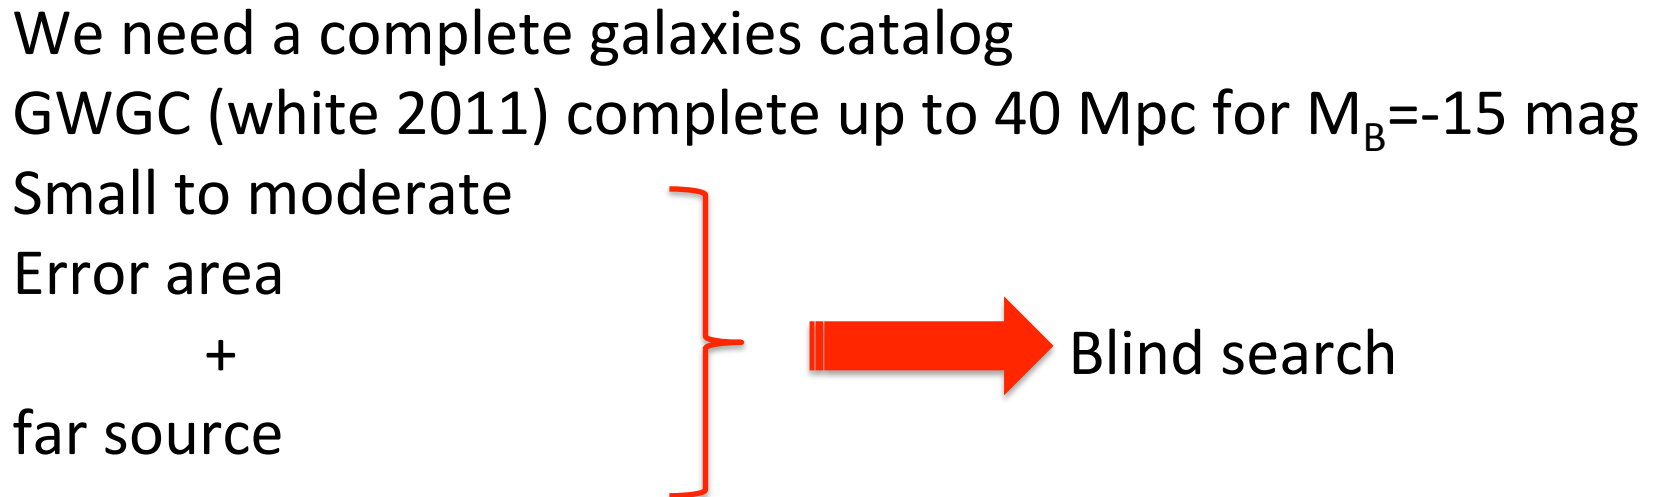 We need a complete galaxies catalog
GWGC (white 2011) complete up to 40 Mpc for M_B=-15 mag
Small to moderate
Error area
+
far source
Blind search